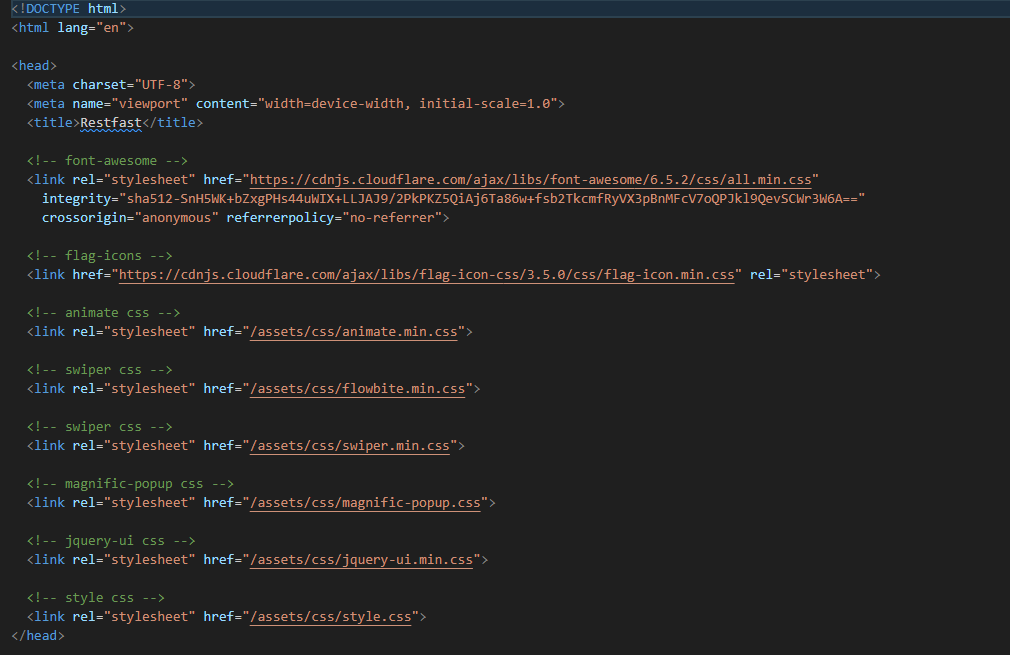 <!DOCTYPE html>
<html lang="en">
<head>
<meta charset="UTF-8">
<meta name="viewport" content="width=device-width, initial-scale=1.0">
<title>Restfast</title>
<!-- font-awesome -->
<link rel="stylesheet" href="https://cdnjs.cloudflare.com/ajax/libs/font-awesome/6.5.2/css/all.min.css"
integrity="sha512-SnH5WK+bZxgPHs44uWIX+LLJAJ9/2PkPKZ5QiAj6Ta86w+fsb2TkcmfRyVX3pBnMFcV7oQPJkl9QevSCWr3W6A=="
crossorigin="anonymous" referrerpolicy="no-referrer">
<!-- flag-icons -->
<link href="https://cdnjs.cloudflare.com/ajax/libs/flag-icon-css/3.5.0/css/flag-icon.min.css" rel="stylesheet">
<!-- animate css -->
<link rel="stylesheet" href="/assets/css/animate.min.css">
<!-- swiper css -->
<link rel="stylesheet" href="/assets/css/flowbite.min.css">
<!-- swiper css -->
<link rel="stylesheet" href="/assets/css/swiper.min.css">
<!-- magnific-popup css -->
<link rel="stylesheet" href="/assets/css/magnific-popup.css">
<!-- jquery-ui css -->
<link rel="stylesheet" href="/assets/css/jquery-ui.min.css">
<!-- style css -->
<link rel="stylesheet" href="/assets/css/style.css">
</head>